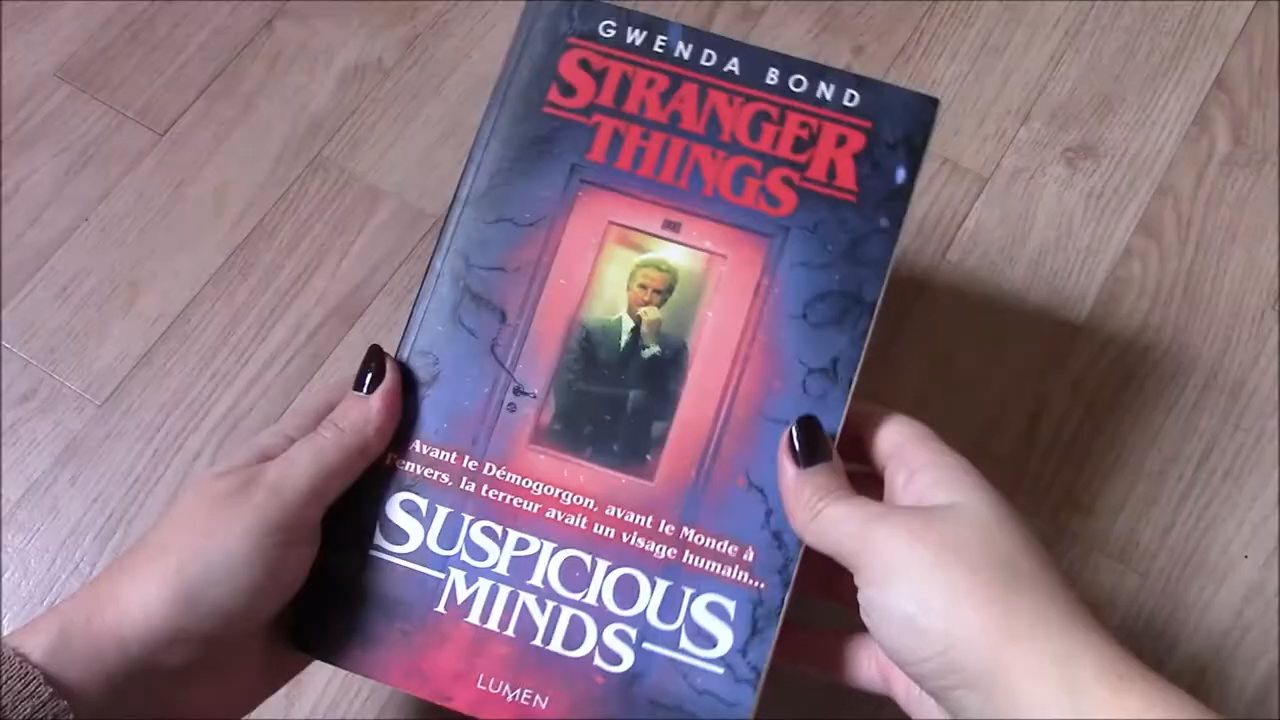 GWENDA BOND
STRANGER
THINGS
Avant le Démogorgon, avant le Monde à
l'envers, la terreur avait un visage humain...
SUSPICIOUS
MINDS
LUMEN